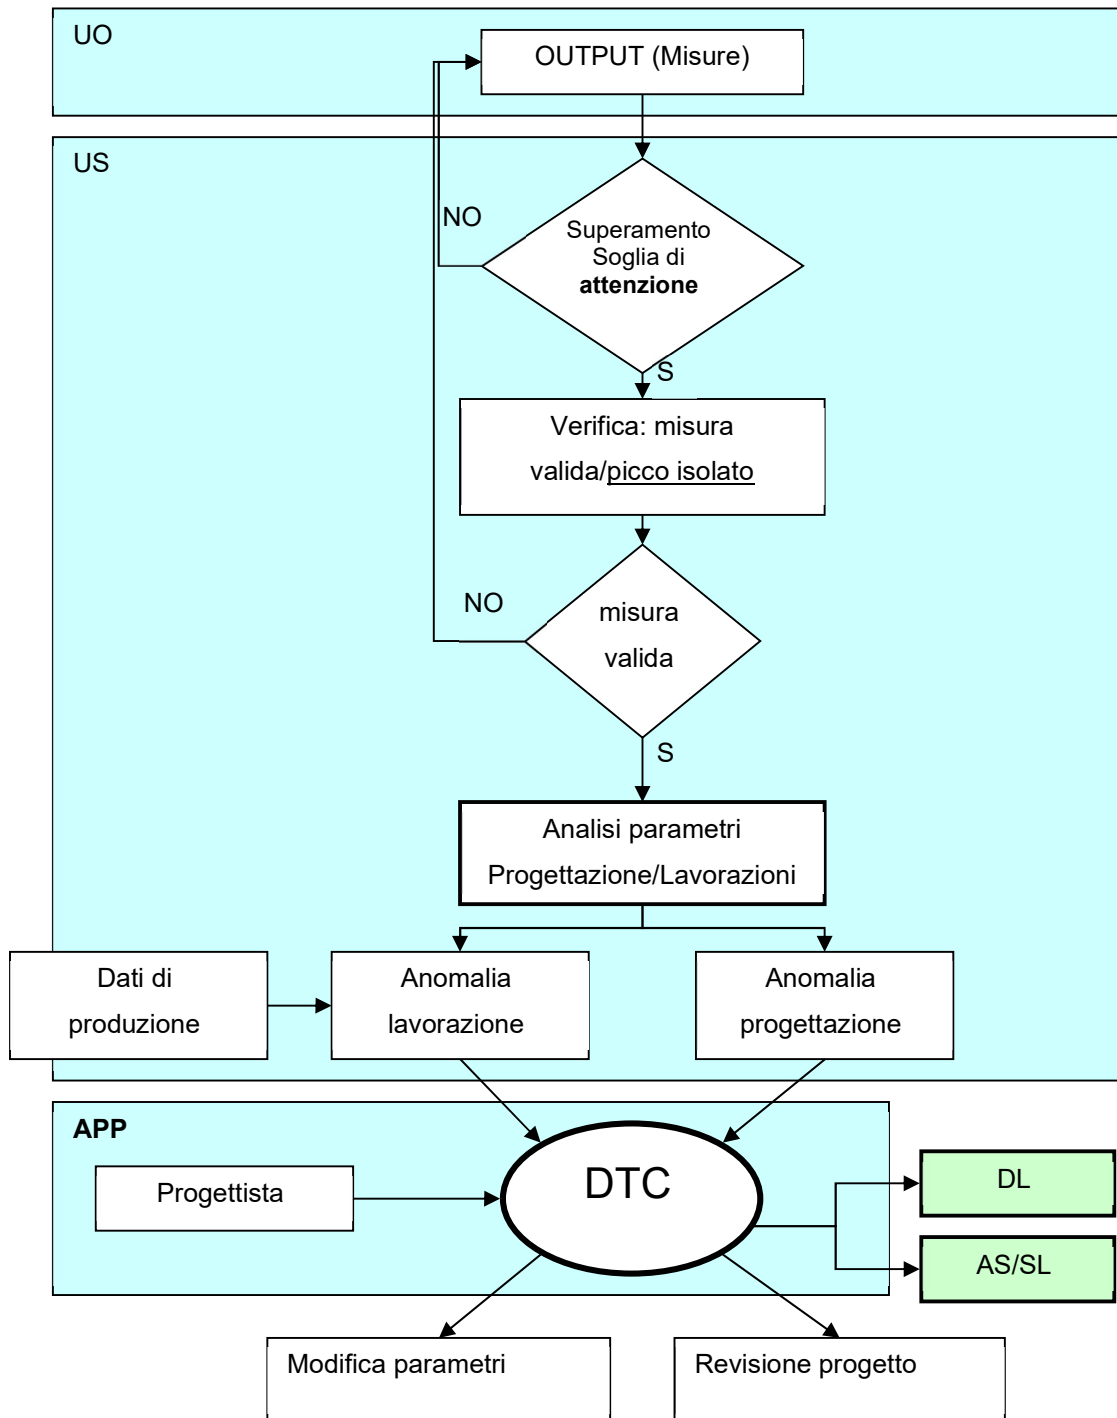 UO
OUTPUT (Misure)
US
NO
Superamento
Soglia di
attenzione
S
Verifica: misura
valida/picco isolato
NO
misura
valida
S
Analisi parametri
Progettazione/Lavorazioni
Dati di
produzione
Anomalia
lavorazione
Anomalia
progettazione
APP
Progettista
DTC
DL
AS/SL
Modifica parametri
Revisione progetto